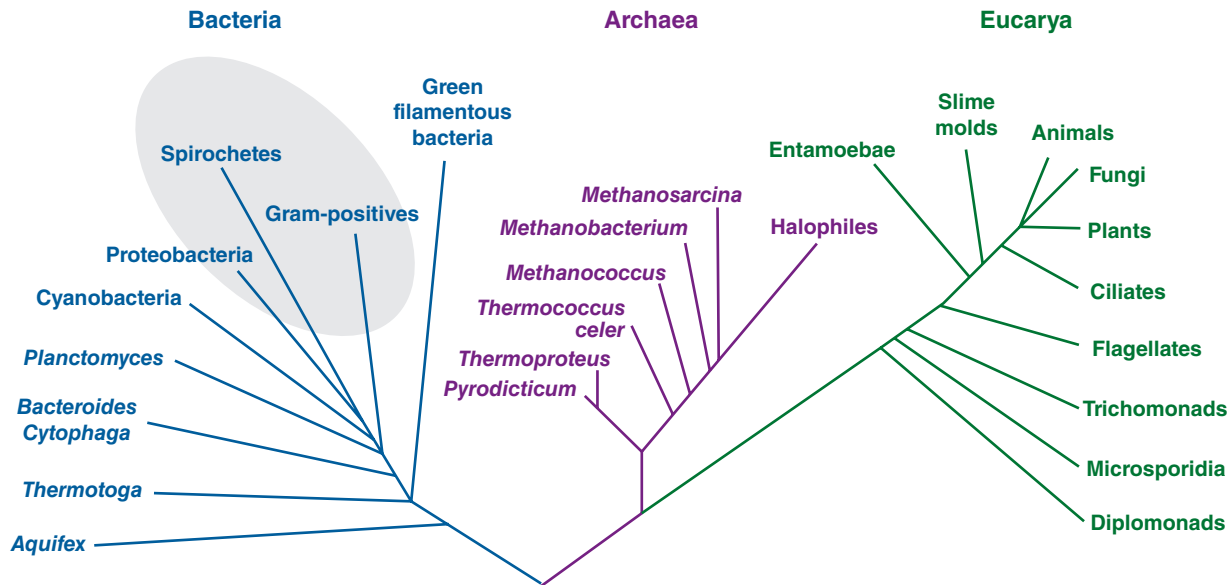 Bacteria
Archaea
Eucarya
Green
filamentous
bacteria
Spirochetes
Gram-positives
Proteobacteria
Cyanobacteria
Planctomyces
Bacteroides
Cytophaga
Thermotoga
Aquifex
Methanosarcina
Methanobacterium
Halophiles
Methanococcus
Thermococcus
celer
Thermoproteus
Pyrodicticum
Entamoebae
Slime
molds
Animals
Fungi
Plants
Ciliates
Flagellates
Trichomonads
Microsporidia
Diplomonads